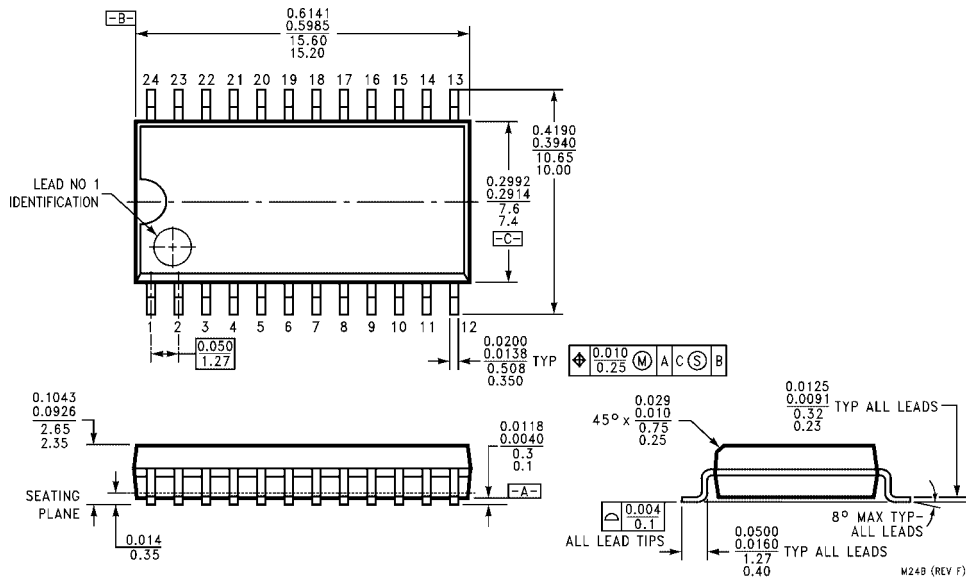 -B-
0.6141
0.5985
15.60
15.20
24 23 22 21 20 19 18 17 16 15 14 13
LEAD NO 1
IDENTIFICATION
0.2992
0.2914
7.6
7.4
-C-
0.4190
0.3940
10.65
10.00
1 2 3 4 5 6 7 8 9 10 11 12
0.050
1.27
0.0200
0.0138
0.508
0.350
TYP
0.010
0.25
M A C S B
0.1043
0.0926
2.65
2.35
0.0118
0.0040
0.3
0.1
-A-
SEATING
PLANE
0.014
0.35
45° x
0.029
0.010
0.75
0.25
0.0125
0.0091
0.32
0.23
TYP ALL LEADS
0.004
0.1
ALL LEAD TIPS
0.0500
0.0160
1.27
0.40
TYP ALL LEADS
8° MAX TYP-
ALL LEADS
M24B (REV F)